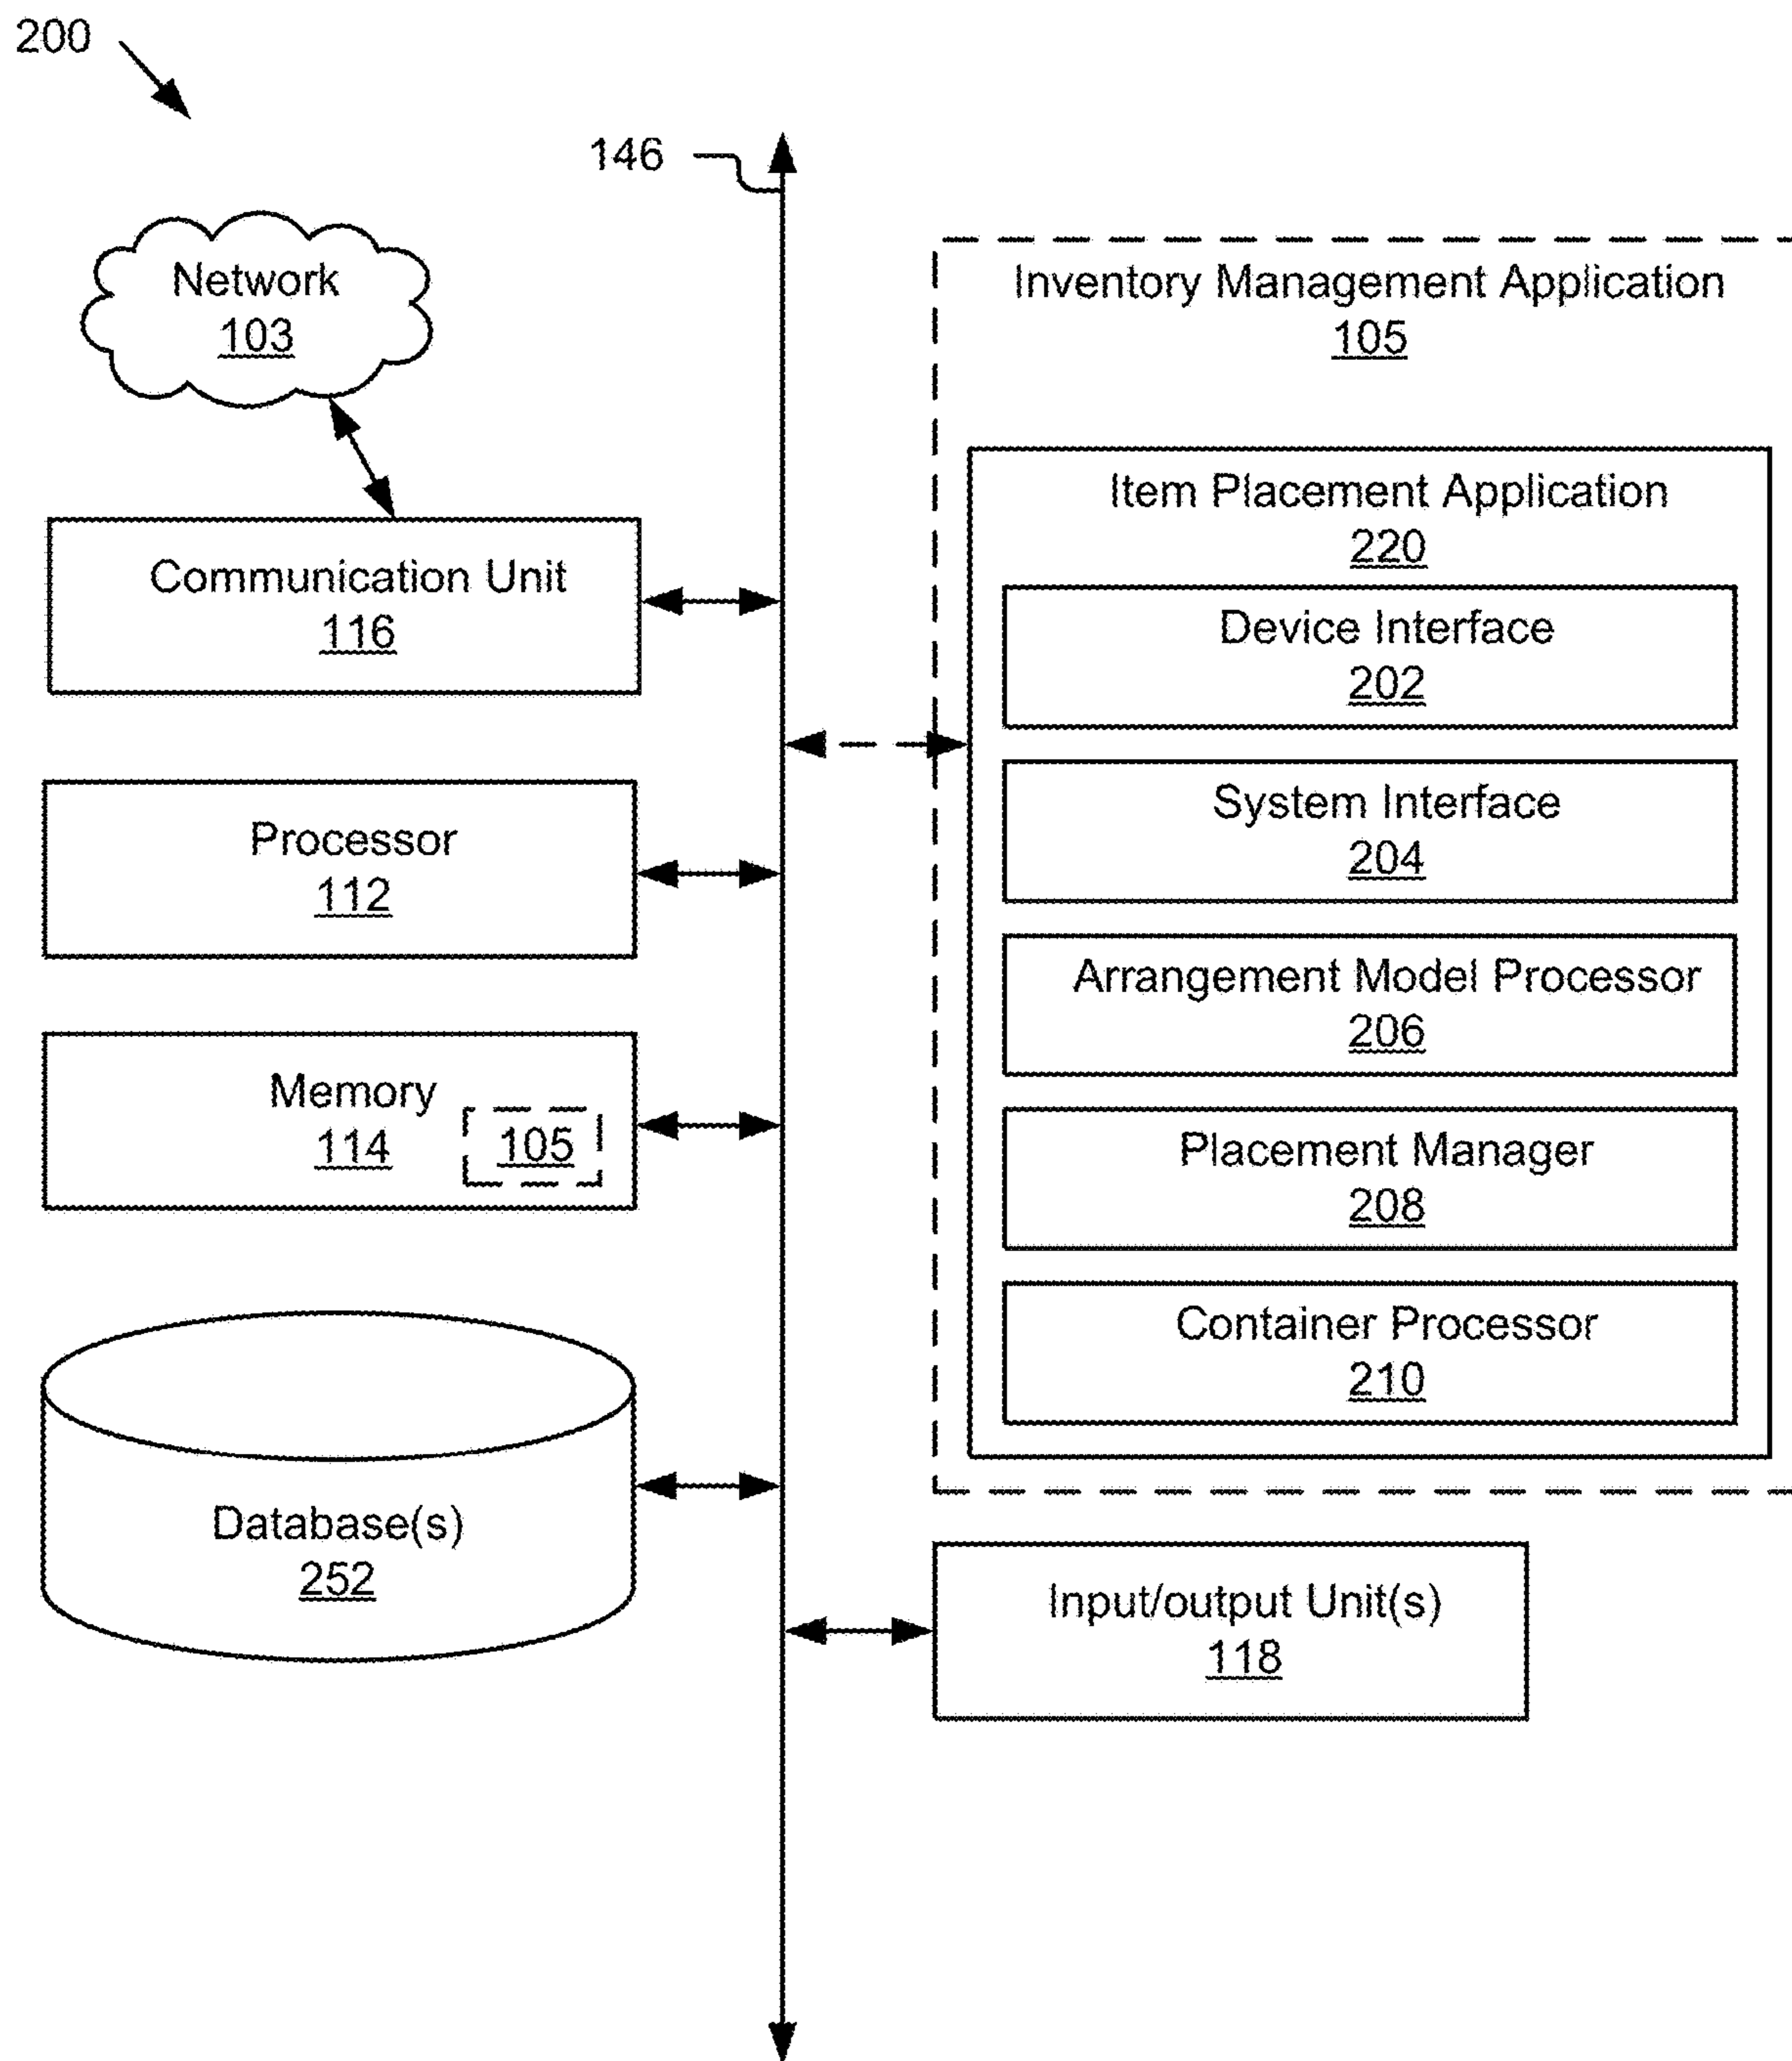 200
146
Network
103
Communication Unit
116
Processor
112
Memory
114
105
Database(s)
252
Inventory Management Application
105
Item Placement Application
220
Device Interface
202
System Interface
204
Arrangement Model Processor
206
Placement Manager
208
Container Processor
210
Input/output Unit(s)
118